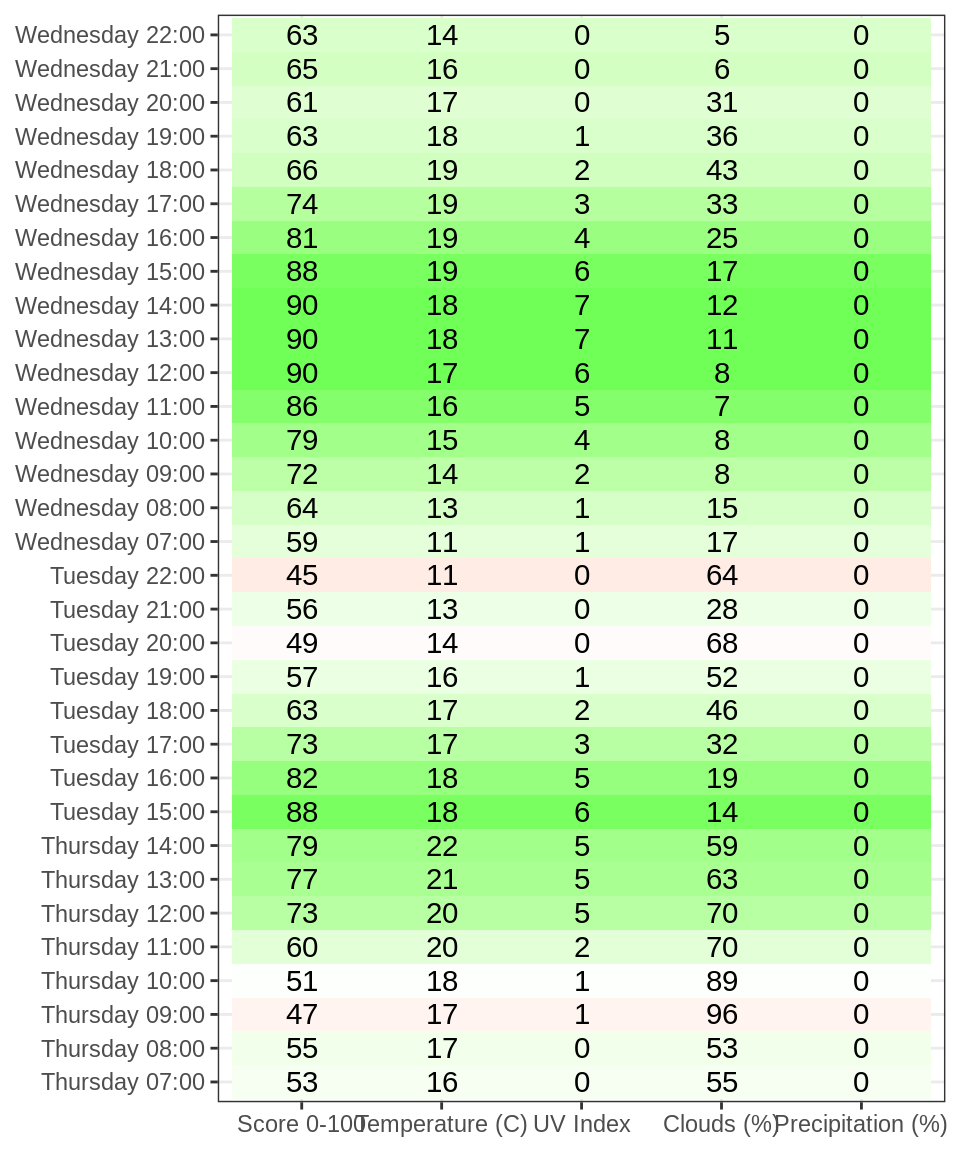 Wednesday 22:00 63 14 0 5 0
Wednesday 21:00 65 16 0 6 0
Wednesday 20:00 61 17 0 31 0
Wednesday 19:00 63 18 1 36 0
Wednesday 18:00 66 19 2 43 0
Wednesday 17:00 74 19 3 33 0
Wednesday 16:00 81 19 4 25 0
Wednesday 15:00 88 19 6 17 0
Wednesday 14:00 90 18 7 12 0
Wednesday 13:00 90 18 7 11 0
Wednesday 12:00 90 17 6 8 0
Wednesday 11:00 86 16 5 7 0
Wednesday 10:00 79 15 4 8 0
Wednesday 09:00 72 14 2 8 0
Wednesday 08:00 64 13 1 15 0
Wednesday 07:00 59 11 1 17 0
Tuesday 22:00 45 11 0 64 0
Tuesday 21:00 56 13 0 28 0
Tuesday 20:00 49 14 0 68 0
Tuesday 19:00 57 16 1 52 0
Tuesday 18:00 63 17 2 46 0
Tuesday 17:00 73 17 3 32 0
Tuesday 16:00 82 18 5 19 0
Tuesday 15:00 88 18 6 14 0
Thursday 14:00 79 22 5 59 0
Thursday 13:00 77 21 5 63 0
Thursday 12:00 73 20 5 70 0
Thursday 11:00 60 20 2 70 0
Thursday 10:00 51 18 1 89 0
Thursday 09:00 47 17 1 96 0
Thursday 08:00 55 17 0 53 0
Thursday 07:00 53 16 0 55 0
Score 0-100 Temperature (C) UV Index Clouds (%) Precipitation (%)